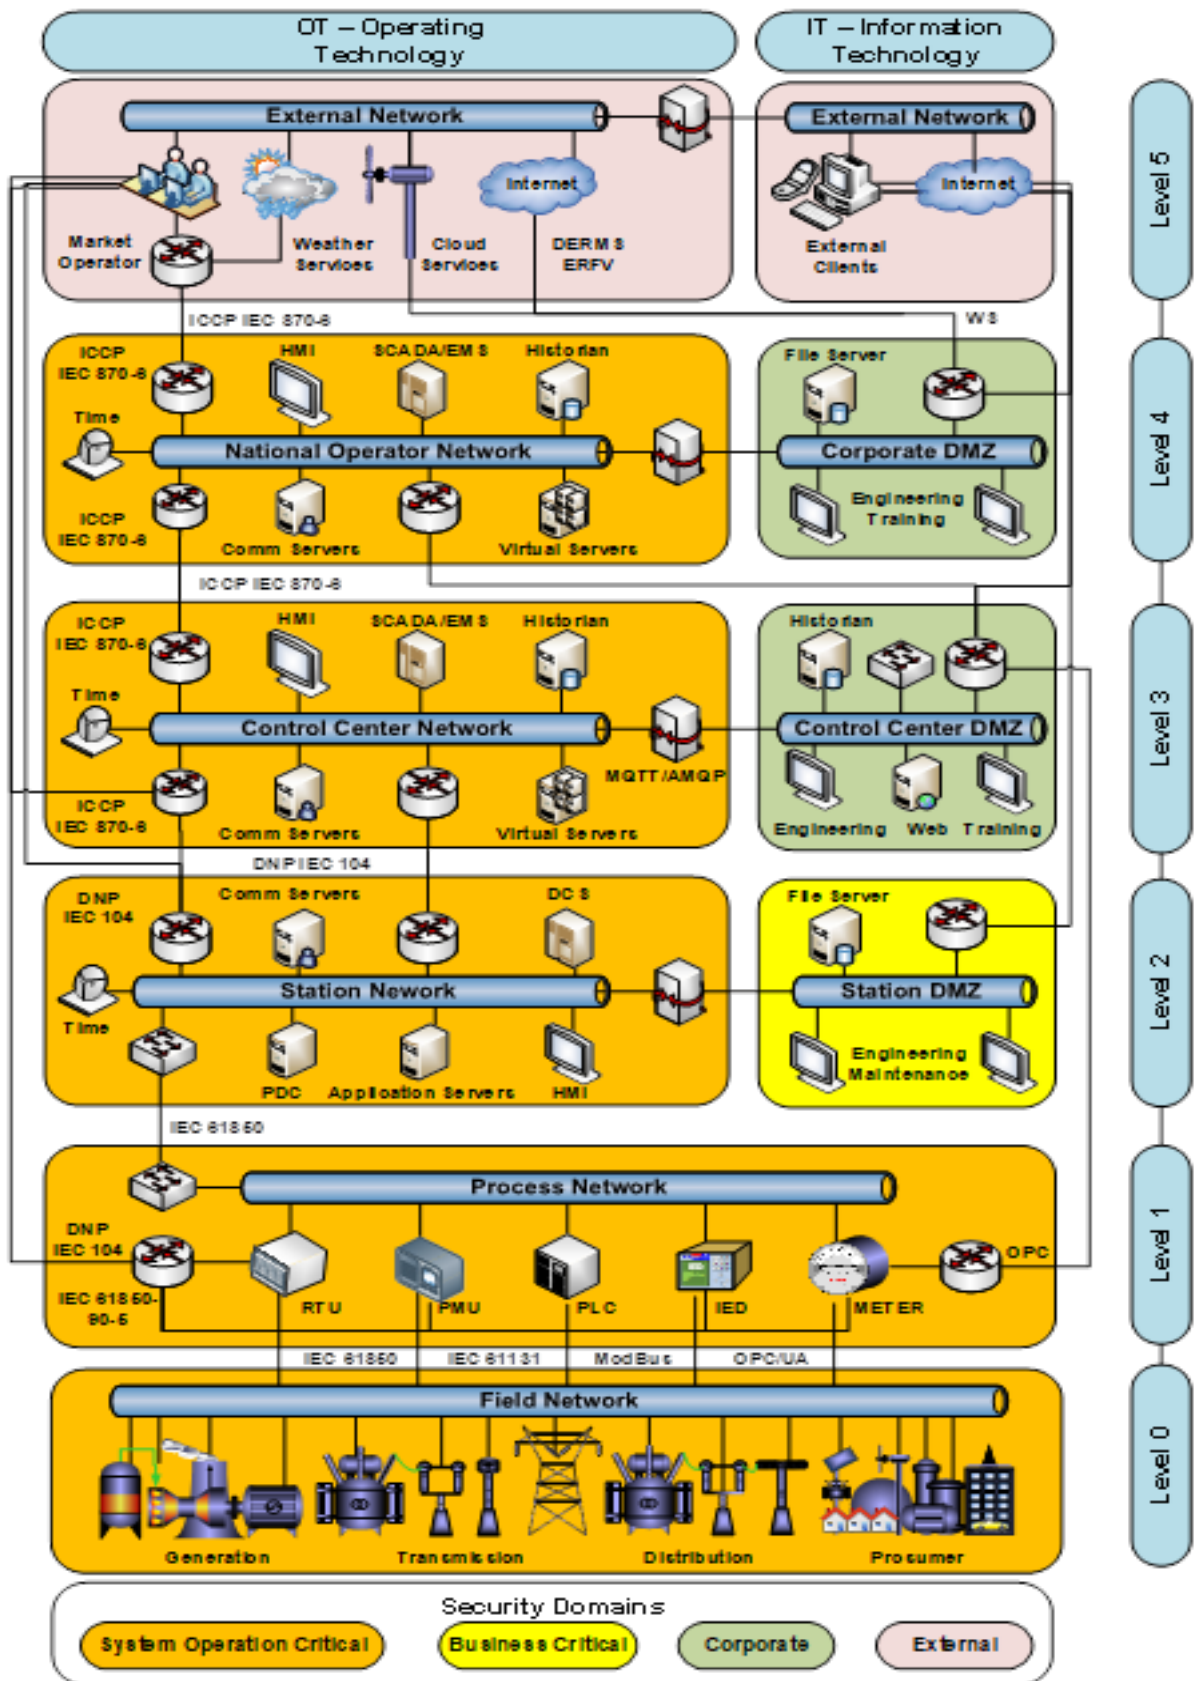 OT – Operating
Technology
IT – Information
Technology
External Network
External Network
Internet
Internet
Market
Operator
Weather
Services
Cloud
Services
DERMS
ERFV
External
Clients
Level 5
ICCP IEC 870-6
WS
ICCP
IEC 870-6
HMI
SCADA/EMS
Historian
File Server
Time
National Operator Network
Corporate DMZ
ICCP
IEC 870-6
Comm Servers
Virtual Servers
Engineering
Training
Level 4
ICCP IEC 870-6
ICCP
IEC 870-6
HMI
SCADA/EMS
Historian
Historian
Time
Control Center Network
Control Center DMZ
MQTT/AMQP
ICCP
IEC 870-6
Comm Servers
Virtual Servers
Engineering
Web
Training
Level 3
DNP IEC 104
DNP
IEC 104
Comm Servers
DCS
File Server
Station Nework
Station DMZ
Time
PDC
Application Servers
HMI
Engineering
Maintenance
Level 2
IEC 61850
Process Network
DNP
IEC 104
OPC
IEC 61850-
90-5
RTU
PMU
PLC
IED
METER
Level 1
IEC 61850
IEC 61131
ModBus
OPC/UA
Field Network
Generation
Transmission
Distribution
Prosumer
Level 0
Security Domains
System Operation Critical
Business Critical
Corporate
External